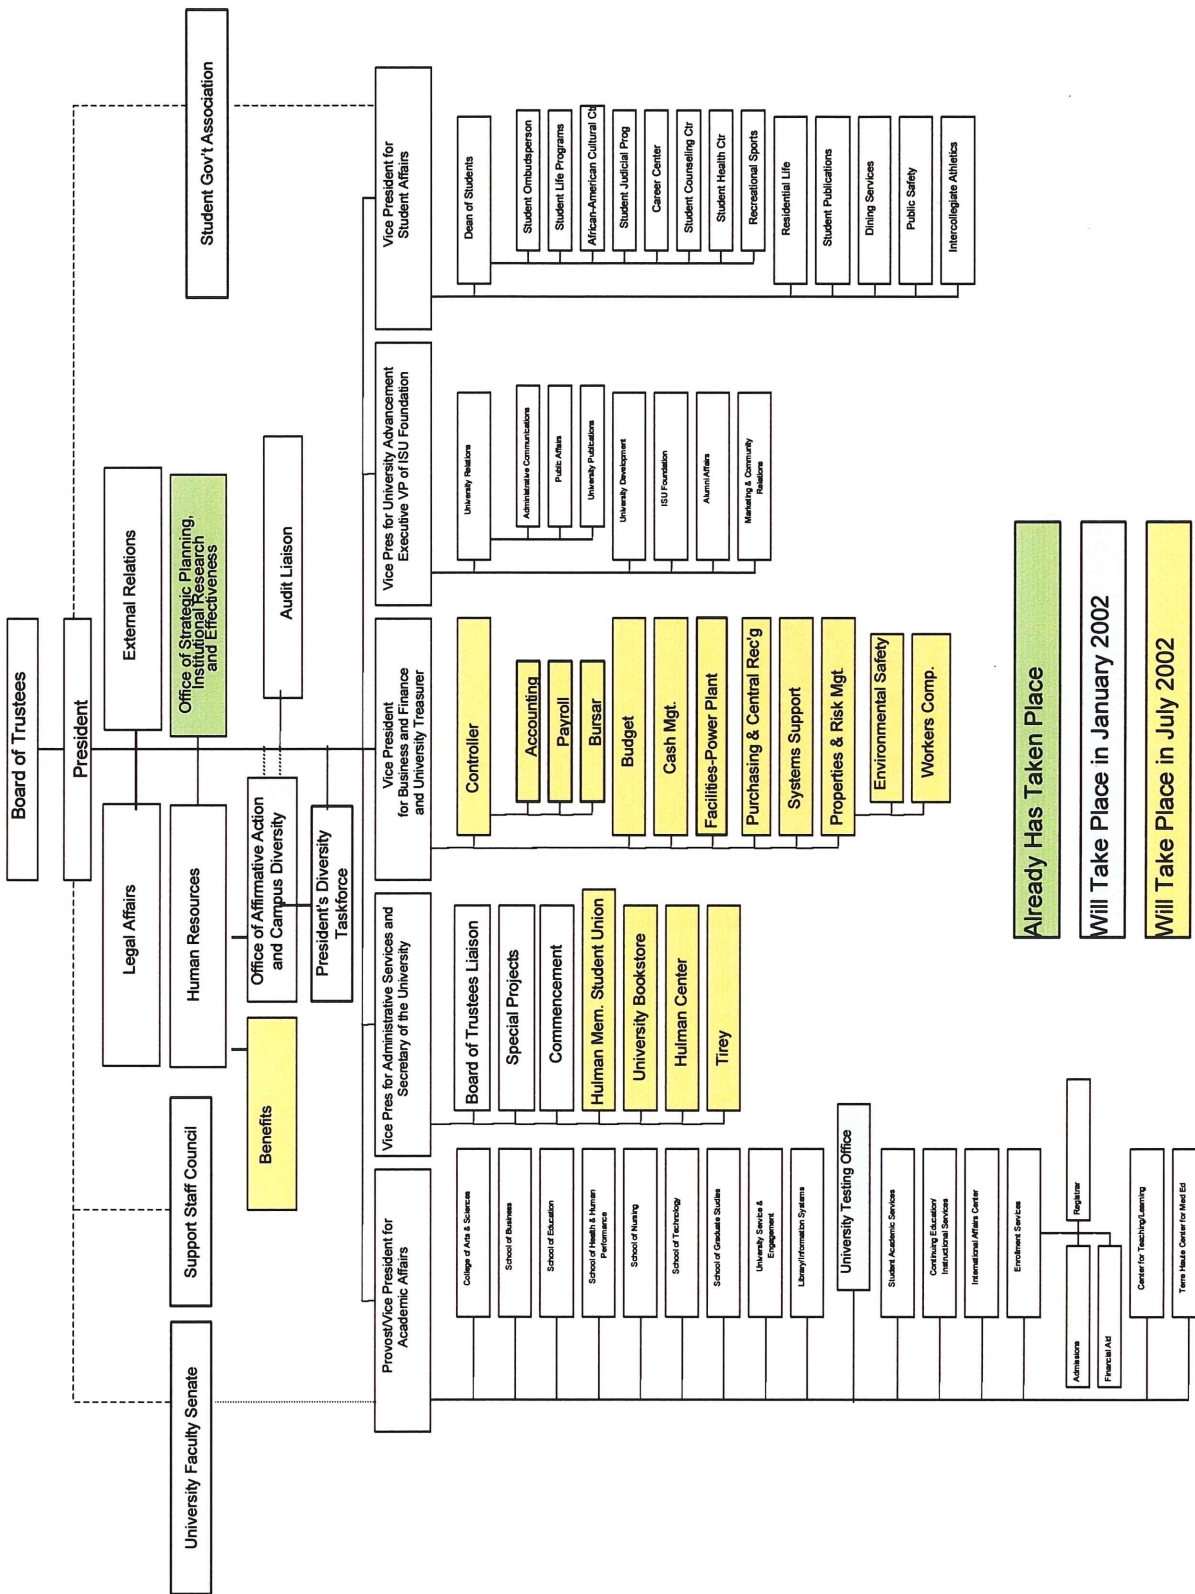 Board of Trustees
President
Legal Affairs
External Relations
University Faculty Senate
Support Staff Council
Human Resources
Office of Strategic Planning,
Institutional Research
and Effectiveness
Student Gov't Association
Benefits
Office of Affirmative Action
and Campus Diversity
Audit Liaison
President's Diversity
Taskforce
Provost/Vice President for
Academic Affairs
College of Arts & Sciences
School of Business
School of Education
School of Health & Human
Performance
School of Nursing
School of Technology
School of Graduate Studies
University Service &
Engagement
Library/Information Systems
University Testing Office
Student Academic Services
Continuing Education/
Instructional Services
International Affairs Center
Enrollment Services
Admissions
Registrar
Financial Aid
Center for Teaching/Learning
Terre Haute Center for Med Ed
Vice Pres for Administrative Services and
Secretary of the University
Board of Trustees Liaison
Special Projects
Commencement
Hulman Mem. Student Union
University Bookstore
Hulman Center
Tirey
Vice President
for Business and Finance
and University Treasurer
Controller
Accounting
Payroll
Bursar
Budget
Cash Mgt.
Facilities-Power Plant
Purchasing & Central Rec'g
Systems Support
Properties & Risk Mgt.
Environmental Safety
Workers Comp.
Vice Pres for University Advancement
Executive VP of ISU Foundation
University Relations
Administrative Communications
Public Affairs
University Publications
University Development
ISU Foundation
Alumni Affairs
Marketing & Community
Relations
Vice President for
Student Affairs
Dean of Students
Student Ombudsperson
Student Life Programs
African-American Cultural Ct
Student Judicial Prog
Career Center
Student Counseling Ctr
Student Health Ctr
Recreational Sports
Residential Life
Student Publications
Dining Services
Public Safety
Intercollegiate Athletics
Already Has Taken Place
Will Take Place in January 2002
Will Take Place in July 2002